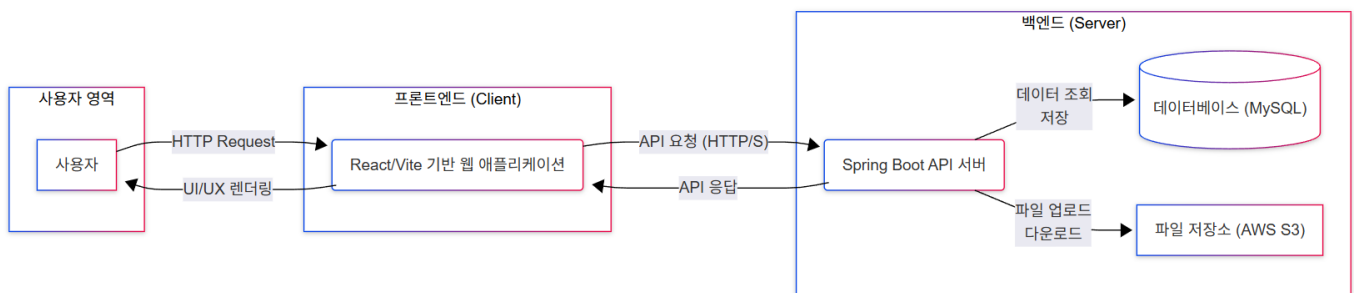 사용자 영역
사용자
HTTP Request
UI/UX 렌더링
프론트엔드 (Client)
React/Vite 기반 웹 애플리케이션
API 요청 (HTTP/S)
API 응답
백엔드 (Server)
Spring Boot API 서버
데이터 조회
저장
데이터베이스 (MySQL)
파일 업로드
다운로드
파일 저장소 (AWS S3)